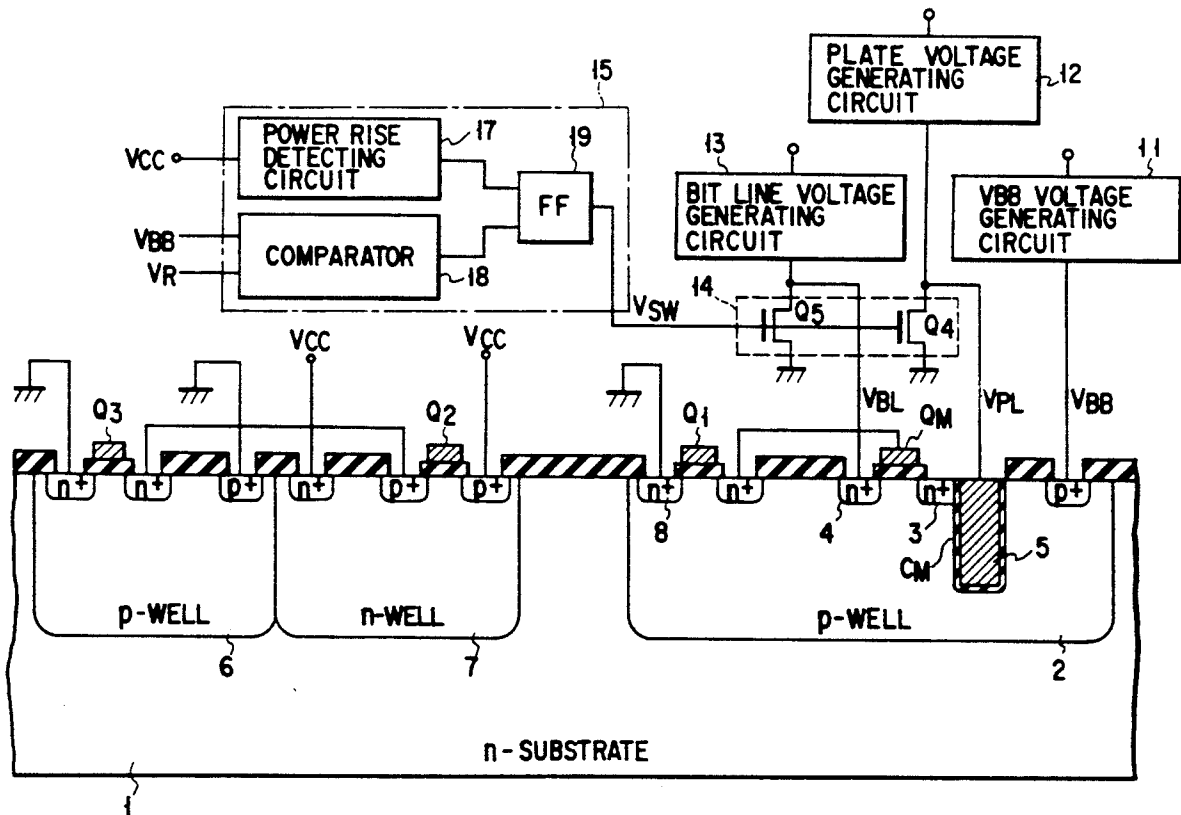 PLATE VOLTAGE
GENERATING
CIRCUIT
12
15
POWER RISE
DETECTING
CIRCUIT
17
VCC
19
FF
13
BIT LINE VOLTAGE
GENERATING
CIRCUIT
11
VBB VOLTAGE
GENERATING
CIRCUIT
VBB
VR
COMPARATOR
18
14
Q5
Q4
VSW
VCC
VCC
VBL
VPL
VBB
Q3
Q2
Q1
QM
n+
n+
p+
n+
p+
p+
n+
n+
n+
n+
p+
8
4
3
5
CM
p-WELL
n-WELL
p-WELL
6
7
2
n-SUBSTRATE
1